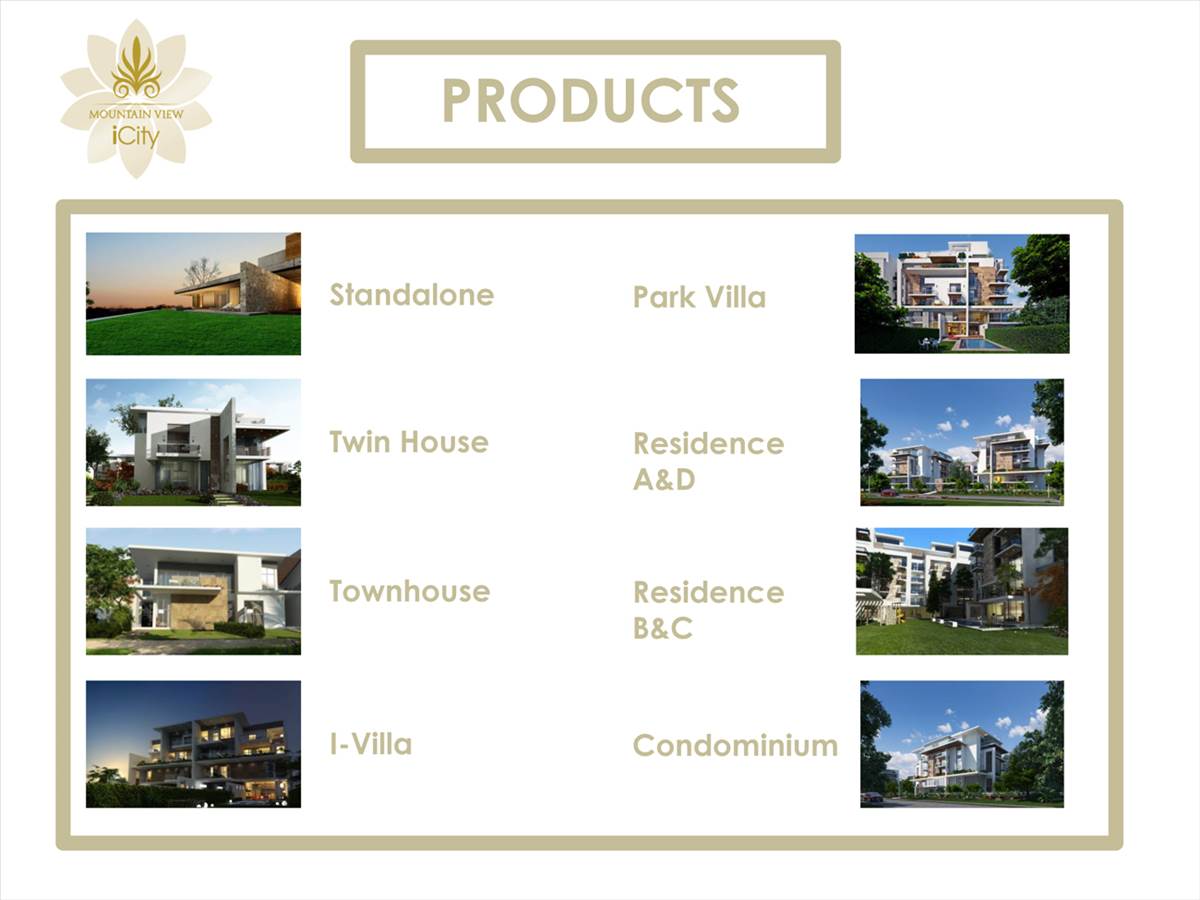 MOUNTAIN VIEW
iCity
PRODUCTS
Standalone
Twin House
Townhouse
I-Villa
Park Villa
Residence
A&D
Residence
B&C
Condominium